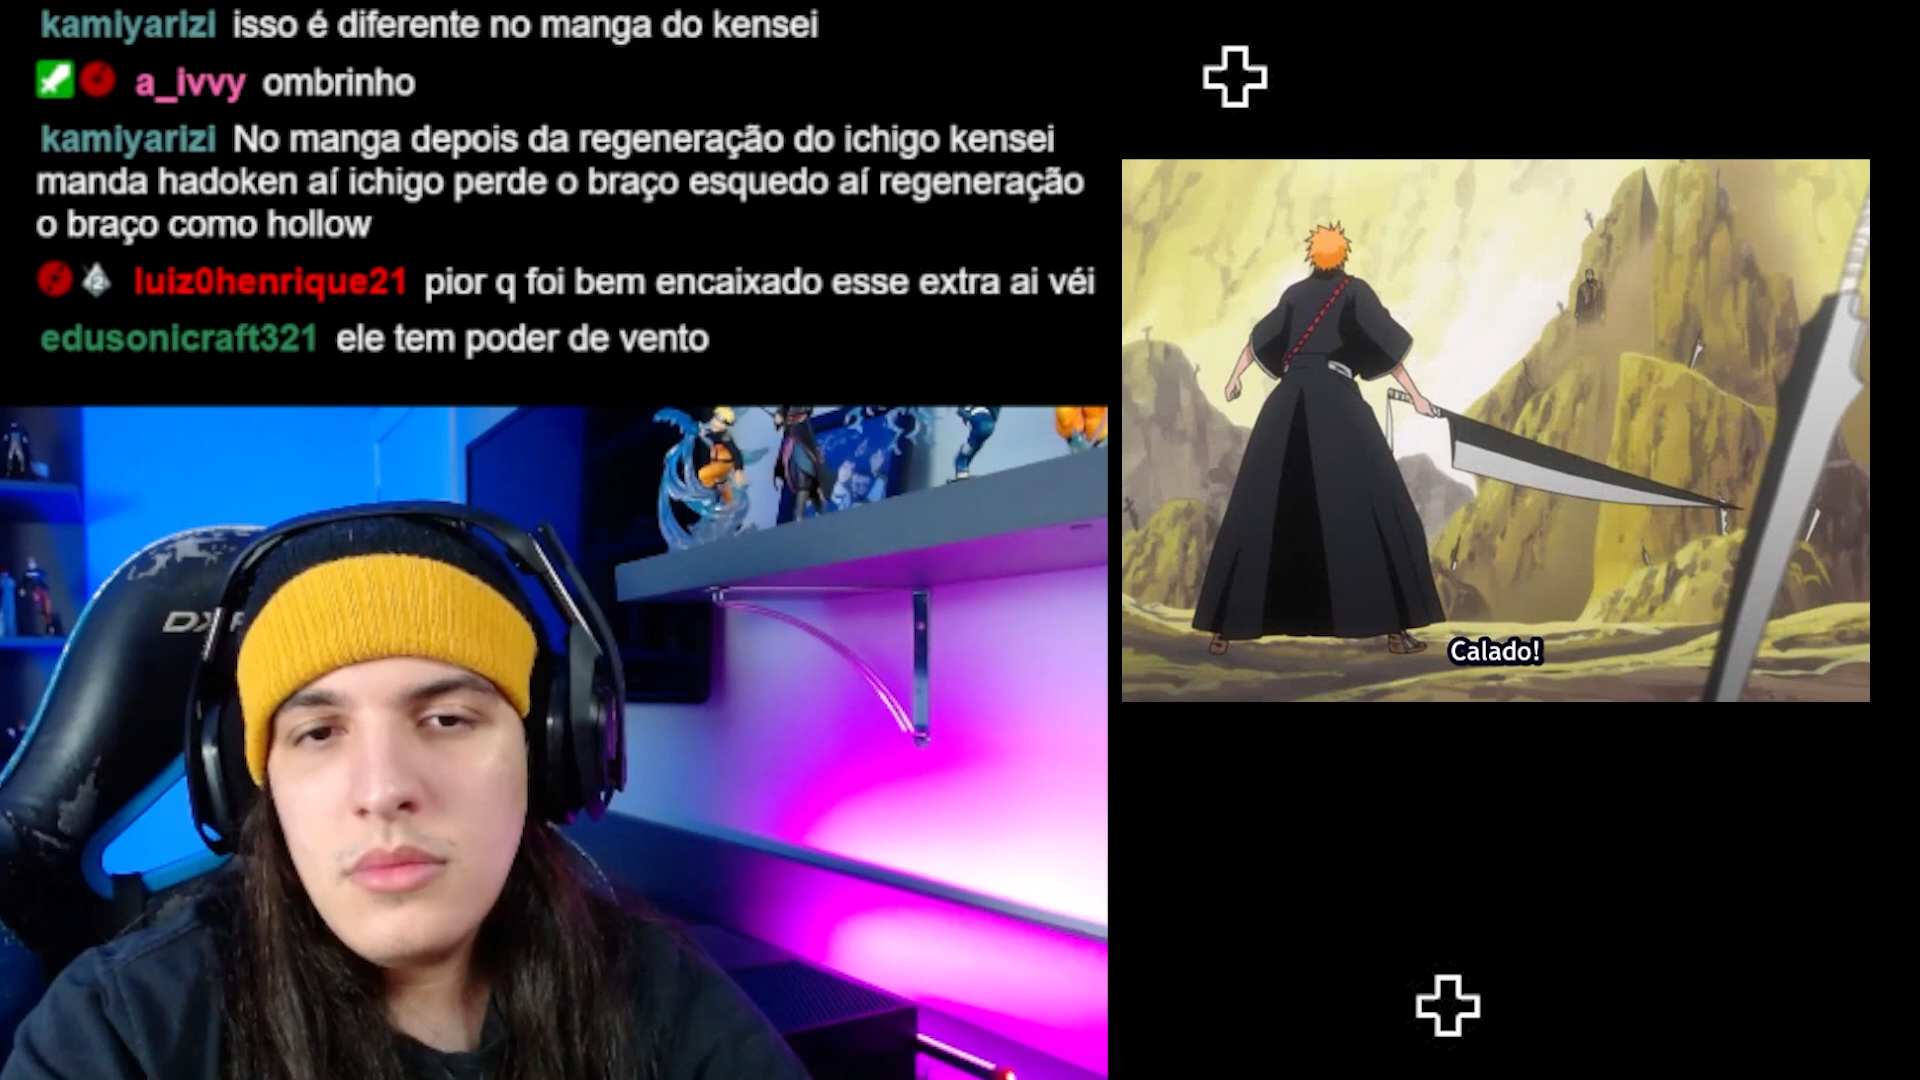 kamiyarizi isso é diferente no manga do kensei
a_ivvy ombrinho
kamiyarizi No manga depois da regeneração do ichigo kensei
manda hadoken aí ichigo perde o braço esquedo aí regeneração
o braço como hollow
luiz0henrique21 pior q foi bem encaixado esse extra ai véi
edusonicraft321 ele tem poder de vento
Calado!